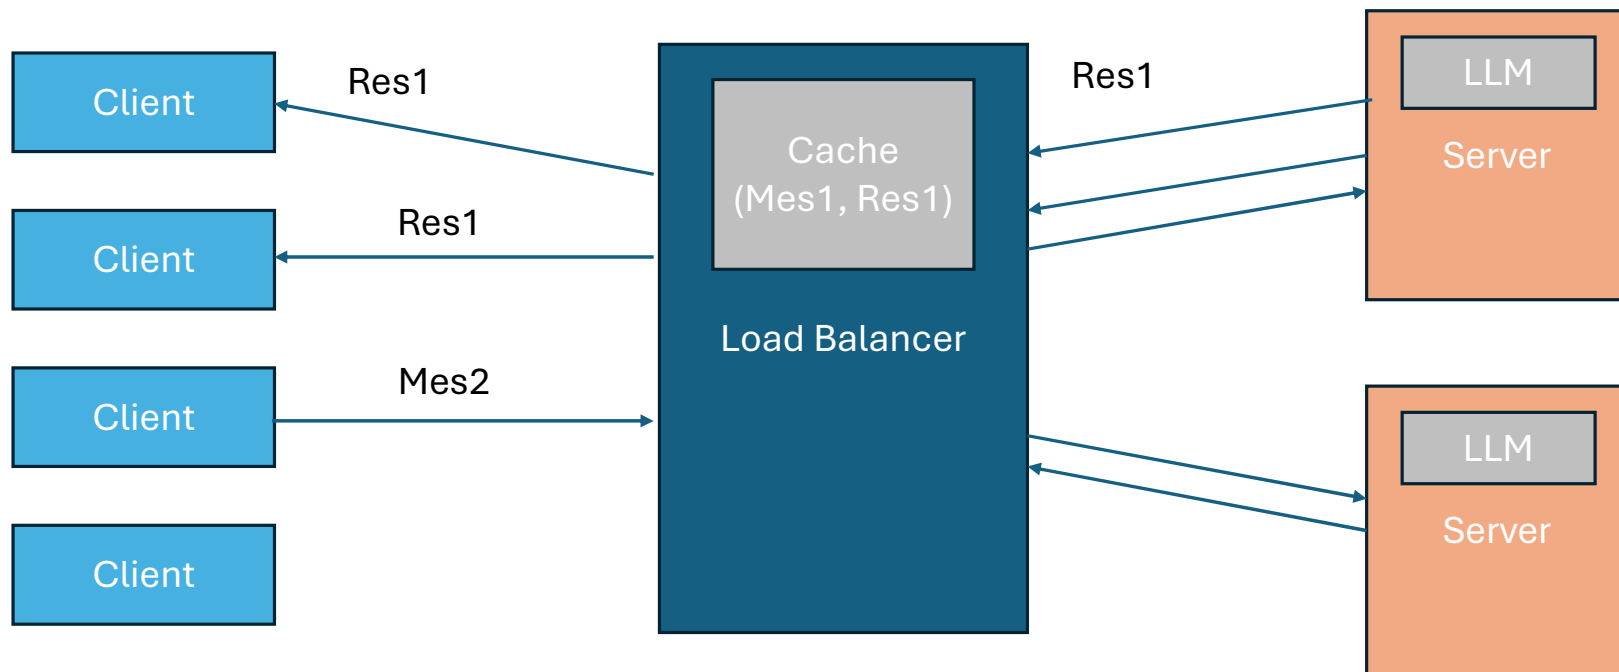 Client
Res1
Client
Res1
Client
Mes2
Client
Cache
(Mes1, Res1)
Load Balancer
Res1
LLM
Server
LLM
Server